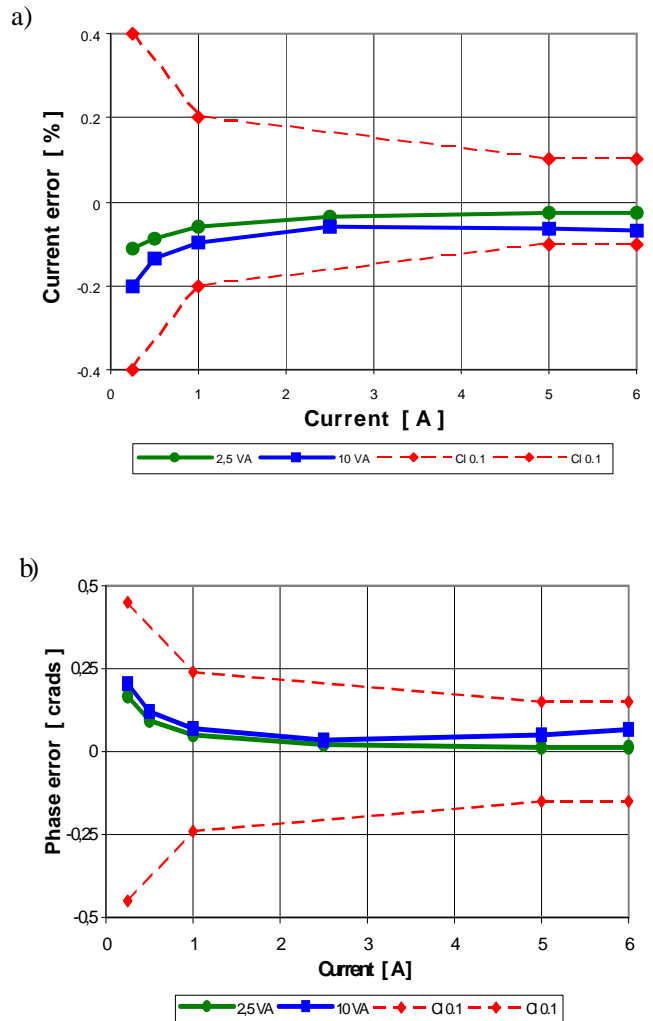 a)
0.4
0.2
0
-0.2
-0.4
Current error [ % ]
0 1 2 3 4 5 6
Current [ A ]
2,5 VA 10 VA Cl 0.1 Cl 0.1
b)
0,5
0,25
0
-0,25
-0,5
Phase error [ crads ]
0 1 2 3 4 5 6
Current [ A ]
2,5 VA 10 VA Cl 0.1 Cl 0.1